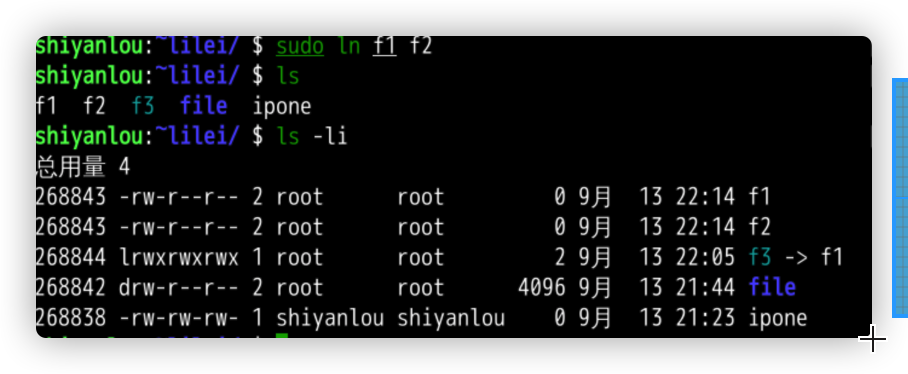 shiyanlou:~lilei/ $ sudo ln f1 f2
shiyanlou:~lilei/ $ ls
f1  f2  f3  file  ipone
shiyanlou:~lilei/ $ ls -li
总用量 4
268843 -rw-r--r-- 2 root      root         0 9月  13 22:14 f1
268843 -rw-r--r-- 2 root      root         0 9月  13 22:14 f2
268844 lrwxrwxrwx 1 root      root         2 9月  13 22:05 f3 -> f1
268842 drw-r--r-- 2 root      root      4096 9月  13 21:44 file
268838 -rw-rw-rw- 1 shiyanlou shiyanlou    0 9月  13 21:23 ipone